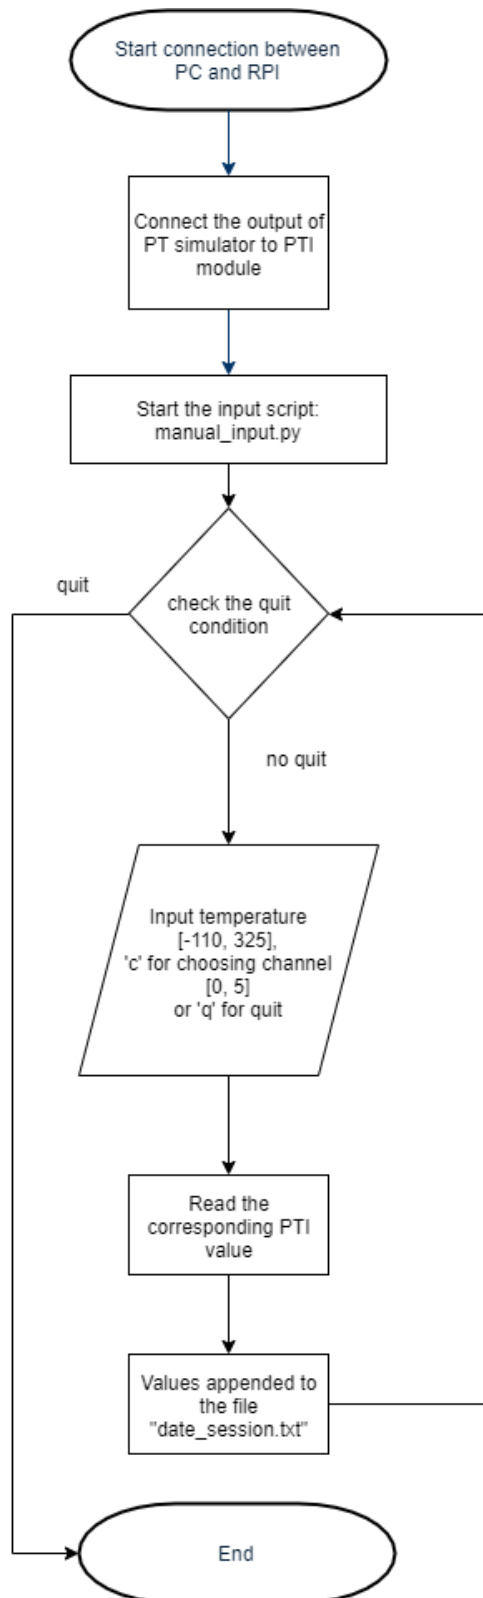 Start connection between
PC and RPI
Connect the output of
PT simulator to PTI
module
Start the input script:
manual_input.py
quit
check the quit
condition
no quit
Input temperature
[-110, 325],
'c' for choosing channel
[0, 5]
or 'q' for quit
Read the
corresponding PTI
value
Values appended to
the file
"date_session.txt"
End